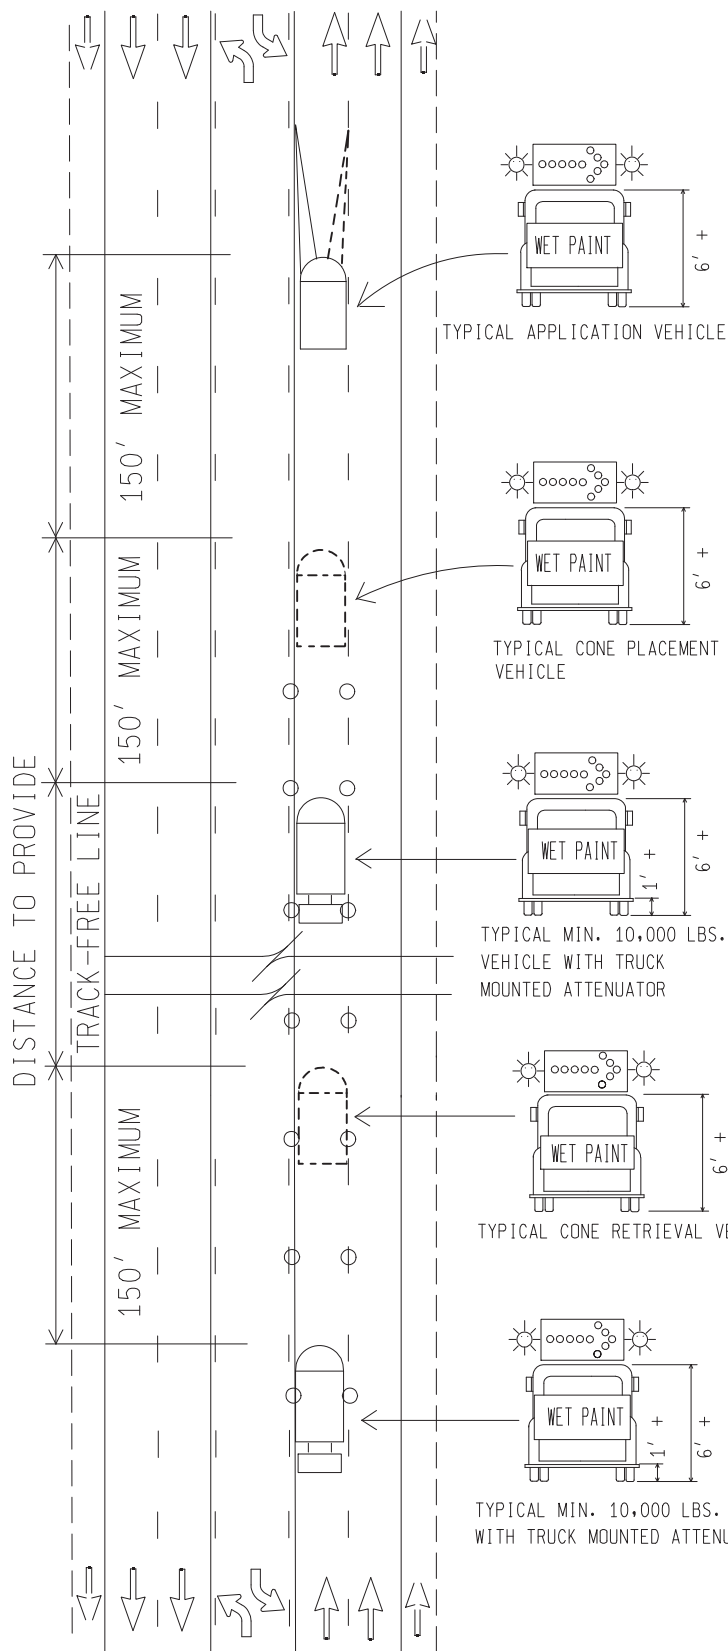 WET PAINT
6' +
TYPICAL APPLICATION VEHICLE
150' MAXIMUM
WET PAINT
6' +
TYPICAL CONE PLACEMENT
VEHICLE
150' MAXIMUM
WET PAINT
1' +
6' +
TYPICAL MIN. 10,000 LBS.
VEHICLE WITH TRUCK
MOUNTED ATTENUATOR
DISTANCE TO PROVIDE
TRACK-FREE LINE
WET PAINT
6' +
TYPICAL CONE RETRIEVAL VE
150' MAXIMUM
WET PAINT
1' +
6' +
TYPICAL MIN. 10,000 LBS.
WITH TRUCK MOUNTED ATTENU